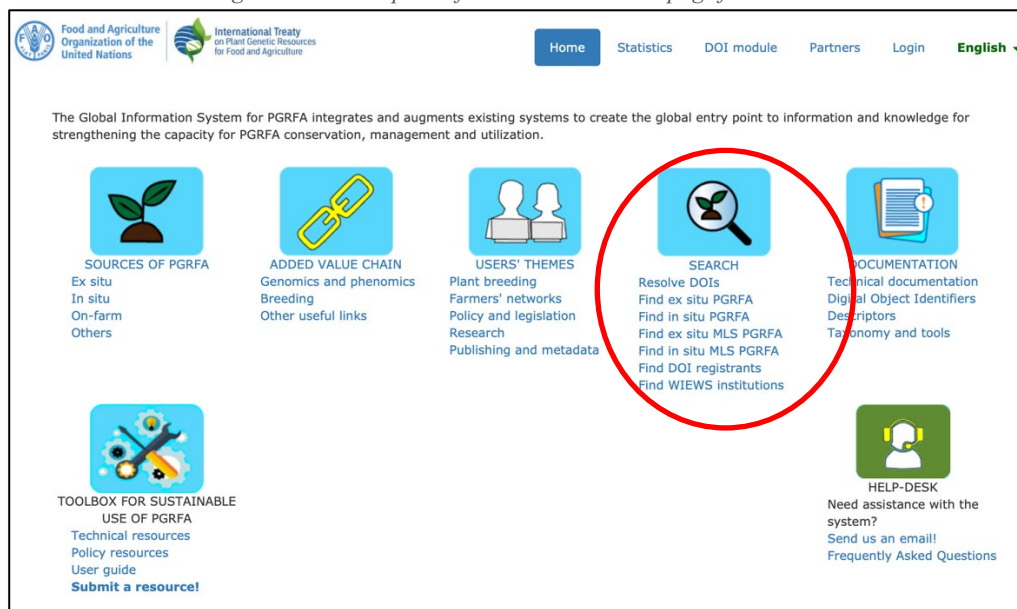 Food and Agriculture
Organization of the
United Nations
International Treaty
on Plant Genetic Resources
for Food and Agriculture
Home Statistics DOI module Partners Login English
The Global Information System for PGRFA integrates and augments existing systems to create the global entry point to information and knowledge for
strengthening the capacity for PGRFA conservation, management and utilization.
SOURCES OF PGRFA
Ex situ
In situ
On-farm
Others
ADDED VALUE CHAIN
Genomics and phenomics
Breeding
Other useful links
USERS' THEMES
Plant breeding
Farmers' networks
Policy and legislation
Research
Publishing and metadata
SEARCH
Resolve DOIs
Find ex situ PGRFA
Find in situ PGRFA
Find ex situ MLS PGRFA
Find in situ MLS PGRFA
Find DOI registrants
Find WIEWS institutions
DOCUMENTATION
Technical documentation
Digital Object Identifiers
Descriptors
Taxonomy and tools
TOOLBOX FOR SUSTAINABLE
USE OF PGRFA
Technical resources
Policy resources
User guide
Submit a resource!
HELP-DESK
Need assistance with the
system?
Send us an email!
Frequently Asked Questions